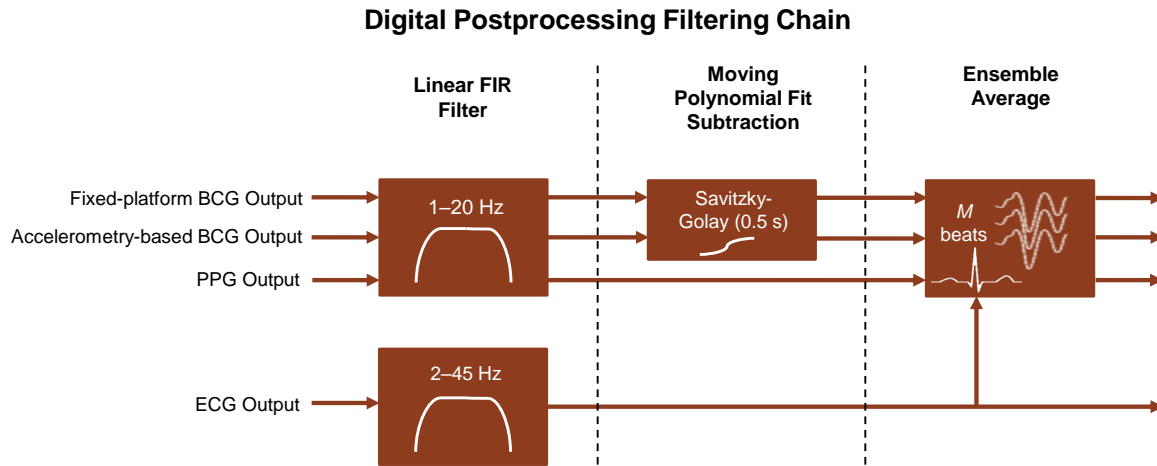 Digital Postprocessing Filtering Chain
Linear FIR
Filter
Moving
Polynomial Fit
Subtraction
Ensemble
Average
Fixed-platform BCG Output
Accelerometry-based BCG Output
PPG Output
ECG Output
1–20 Hz
2–45 Hz
Savitzky-
Golay (0.5 s)
M
beats